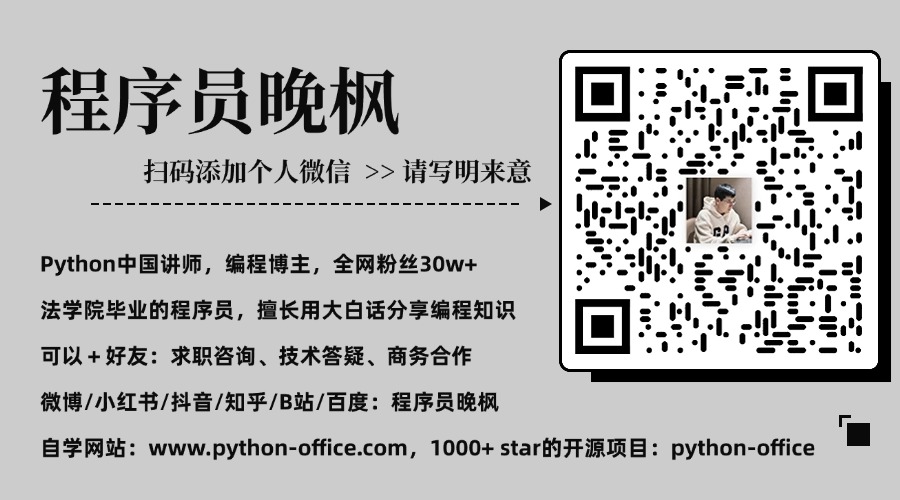 程序员晚枫
扫码添加个人微信 >> 请写明来意
Python中国讲师，编程博主，全网粉丝30w+
法学院毕业的程序员，擅长用大白话分享编程知识
可以＋好友：求职咨询、技术答疑、商务合作
微博/小红书/抖音/知乎/B站/百度：程序员晚枫
自学网站：www.python-office.com，1000+ star的开源项目：python-office